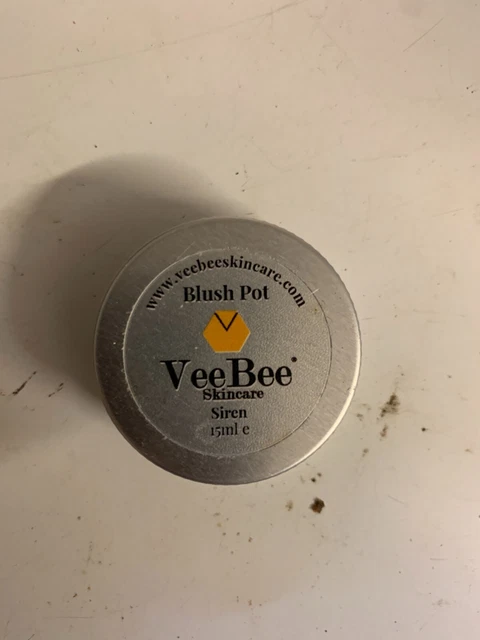 www.veebeeskincare.com
Blush Pot
VeeBee
Skincare
Siren
15ml e